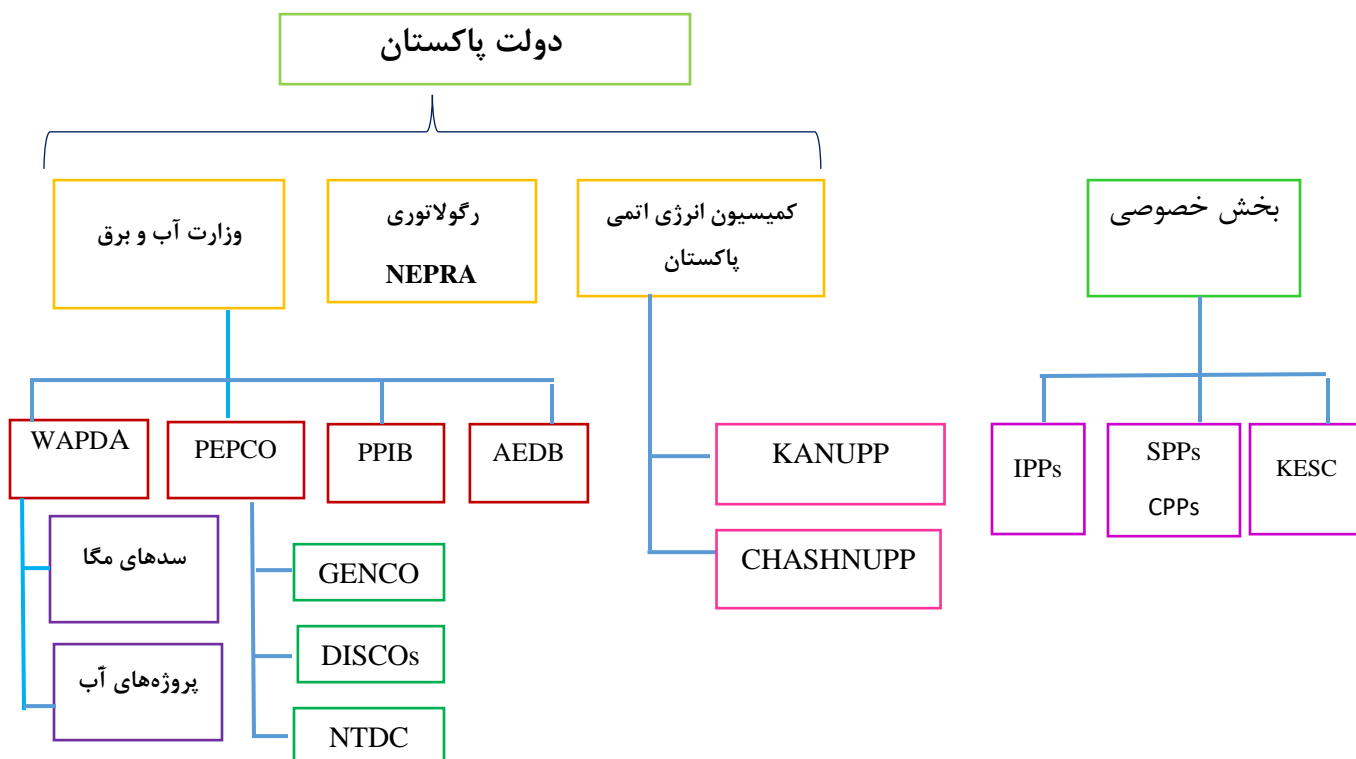 دولت پاکستان
وزارت آب و برق
رگولاتوری
NEPRA
کمیسیون انرژی اتمی
پاکستان
بخش خصوصی
WAPDA
PEPCO
PPIB
AEDB
KANUPP
CHASHNUPP
IPPs
SPPs
CPPs
KESC
سدهای مگا
پروژه‌های آب
GENCO
DISCOs
NTDC